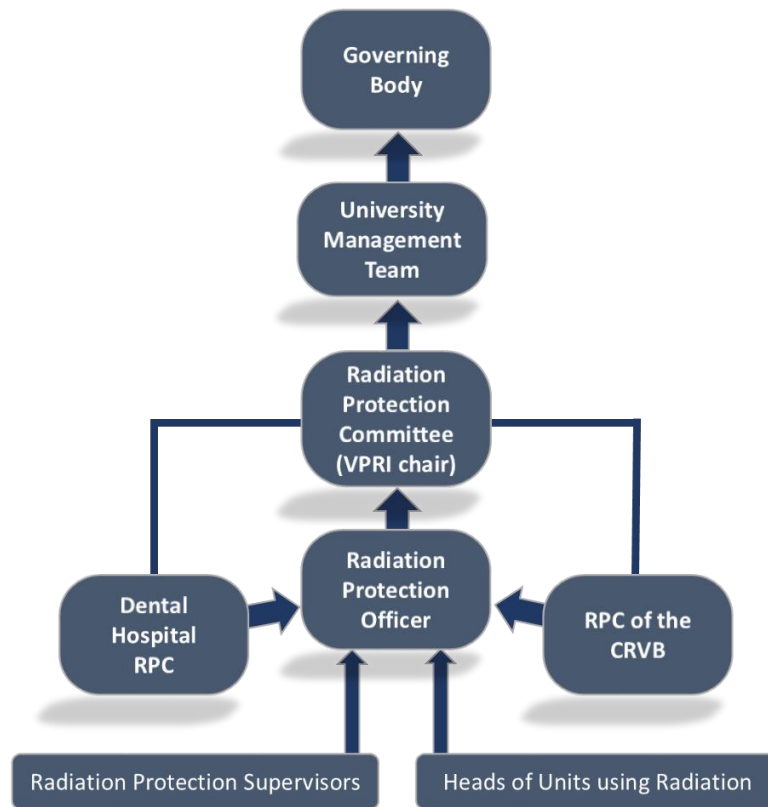 Governing
Body
University
Management
Team
Radiation
Protection
Committee
(VPRI chair)
Radiation
Protection
Officer
Dental
Hospital
RPC
RPC of the
CRVB
Radiation Protection Supervisors
Heads of Units using Radiation